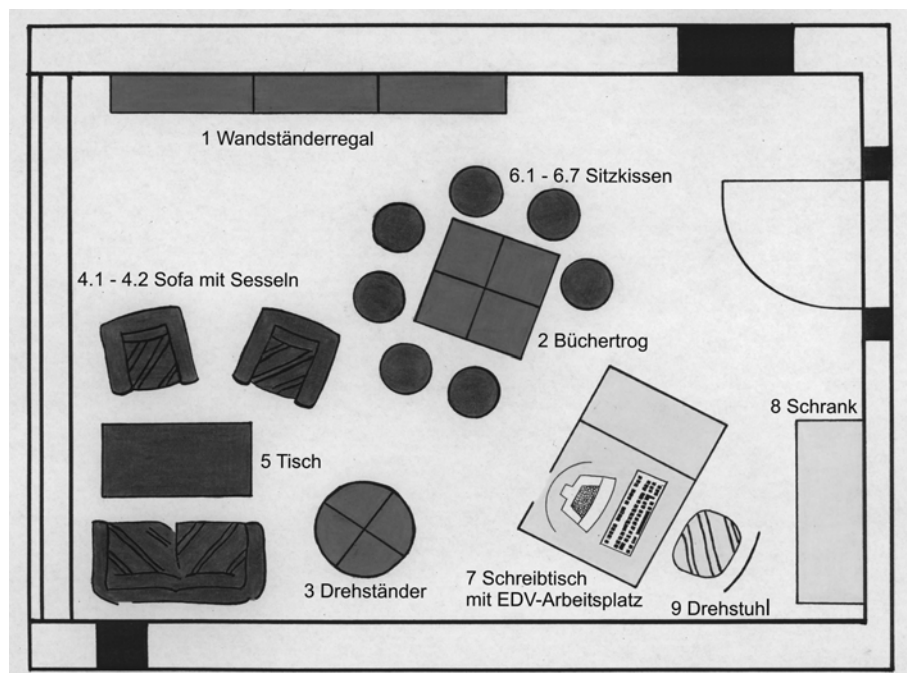 1 Wandständerregal
6.1 - 6.7 Sitzkissen
4.1 - 4.2 Sofa mit Sesseln
2 Büchertrog
8 Schrank
5 Tisch
3 Drehständer
7 Schreibtisch
mit EDV-Arbeitsplatz
9 Drehstuhl